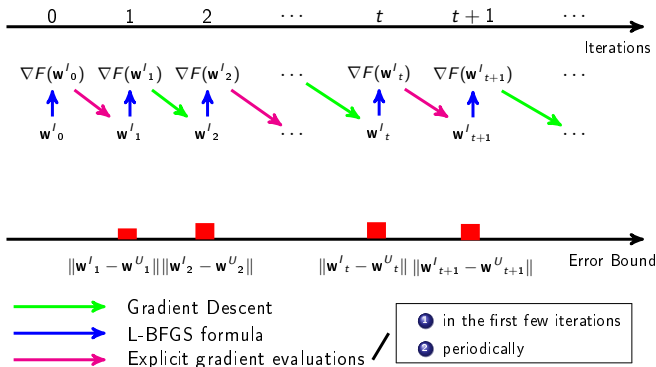 0 1 2 ⋯ t t + 1 ⋯
Iterations
∇F(w^I_0) ∇F(w^I_1) ∇F(w^I_2) ⋯ ∇F(w^I_t) ∇F(w^I_{t+1}) ⋯
w^I_0 w^I_1 w^I_2 ⋯ w^I_t w^I_{t+1} ⋯
‖w^I_1 − w^U_1‖ ‖w^I_2 − w^U_2‖ ‖w^I_t − w^U_t‖ ‖w^I_{t+1} − w^U_{t+1}‖
Error Bound
Gradient Descent
L-BFGS formula
Explicit gradient evaluations
1 in the first few iterations
2 periodically